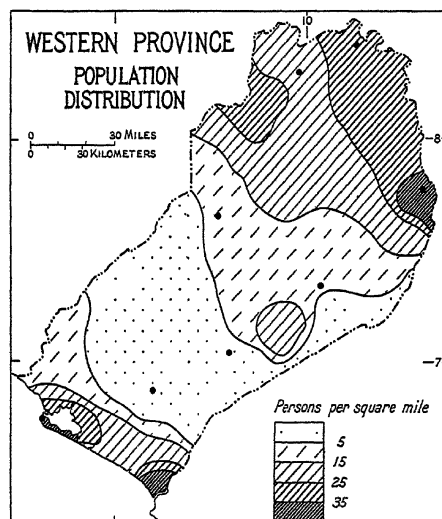 10
WESTERN PROVINCE
POPULATION
DISTRIBUTION
0 30 MILES
0 30 KILOMETERS
8
7
Persons per square mile
5
15
25
35